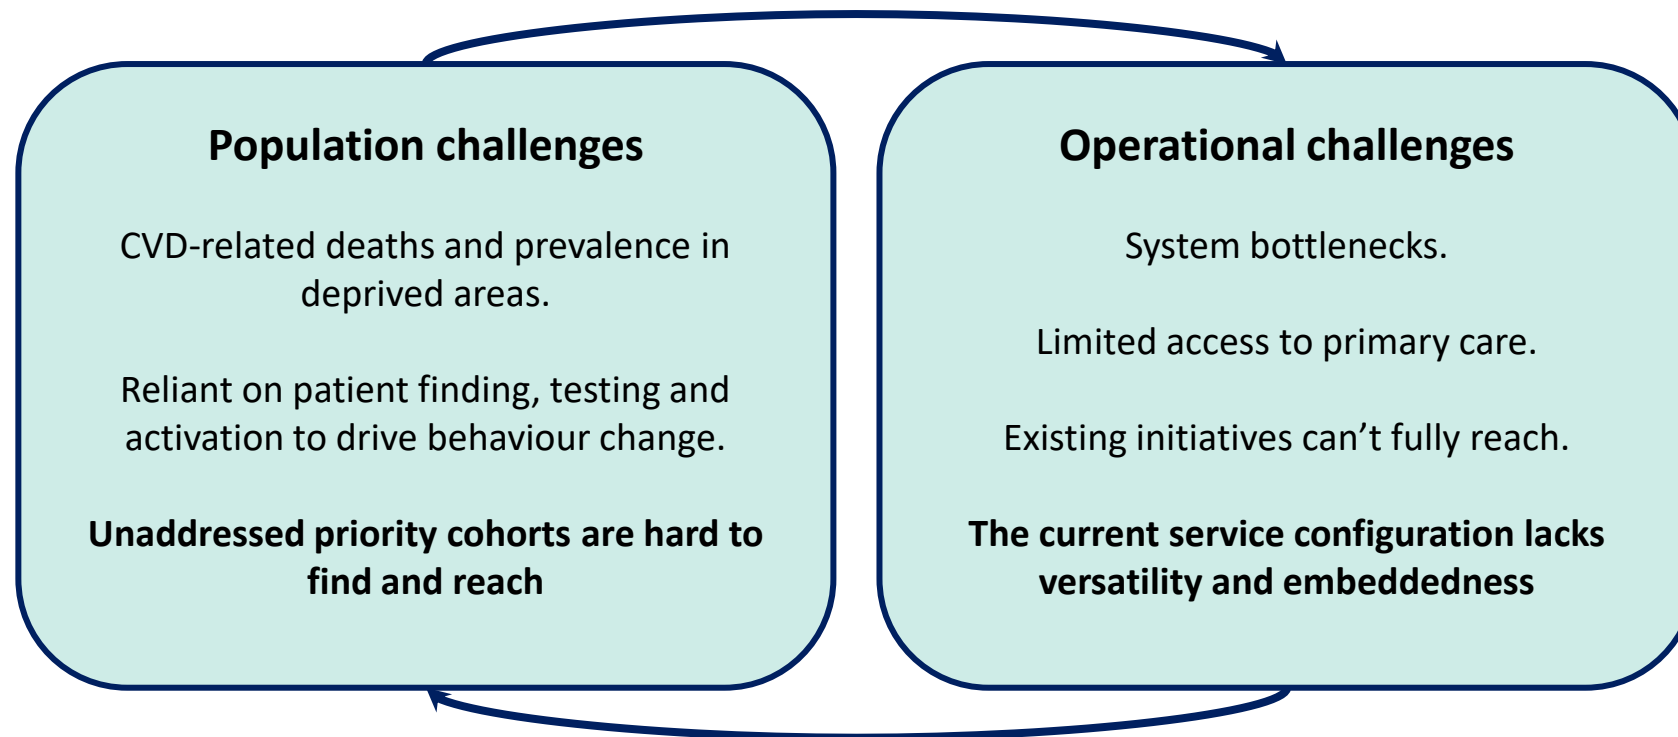 Population challenges
CVD-related deaths and prevalence in
deprived areas.
Reliant on patient finding, testing and
activation to drive behaviour change.
Unaddressed priority cohorts are hard to
find and reach
Operational challenges
System bottlenecks.
Limited access to primary care.
Existing initiatives can’t fully reach.
The current service configuration lacks
versatility and embeddedness